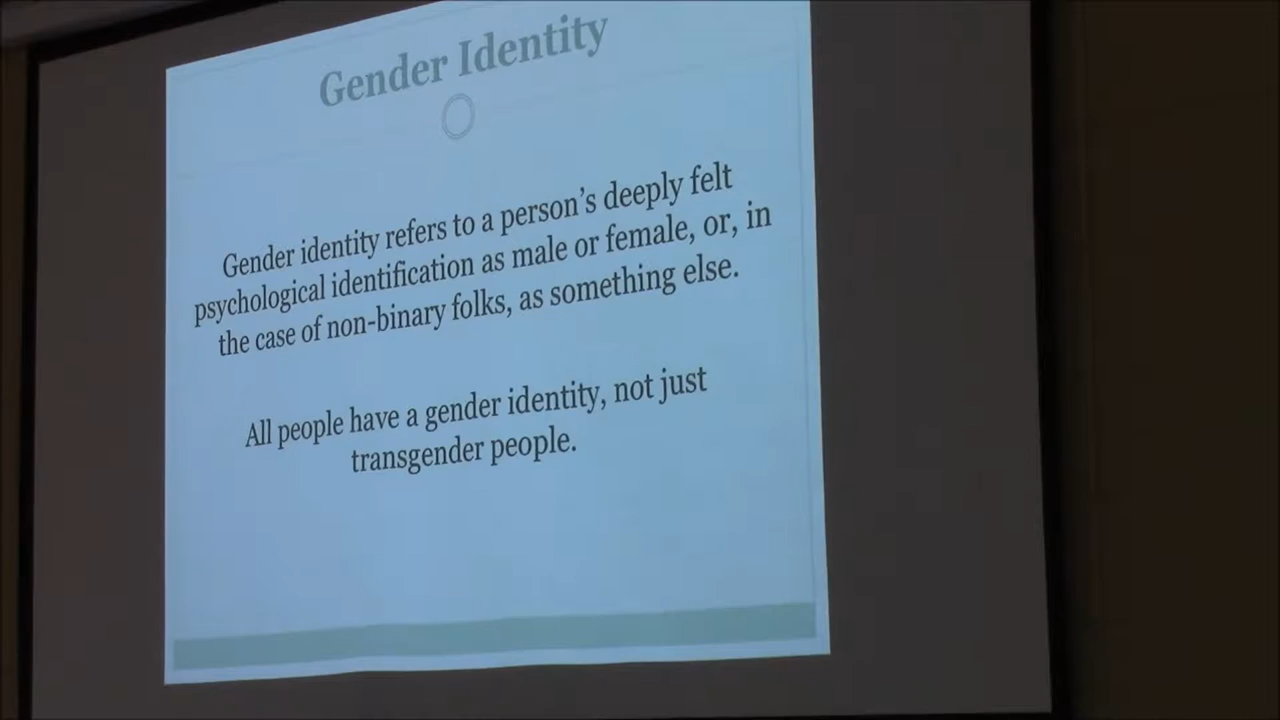 Gender Identity
Gender identity refers to a person's deeply felt
psychological identification as male or female, or, in
the case of non-binary folks, as something else.
All people have a gender identity, not just
transgender people.